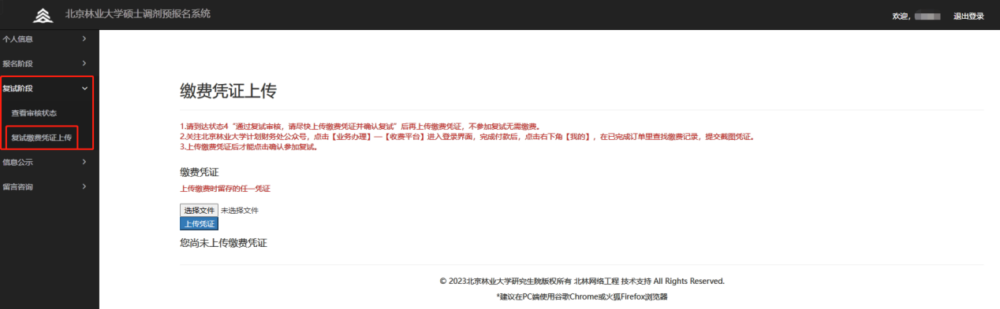 北京林业大学硕士调剂预报名系统
欢迎，
退出登录
个人信息
报名阶段
复试阶段
查看审核状态
复试缴费凭证上传
信息公示
留言咨询
缴费凭证上传
1.请到达状态4“通过复试审核，请尽快上传缴费凭证并确认复试”后再上传缴费凭证，不参加复试无需缴费。
2.关注北京林业大学计划财务处公众号，点击【业务办理】—【收费平台】进入登录界面，完成付款后，点击右下角【我的】，在已完成订单里查找缴费记录，提交截图凭证。
3.上传缴费凭证后才能点击确认参加复试。
缴费凭证
上传缴费时留存的任一凭证
选择文件 未选择文件
上传凭证
您尚未上传缴费凭证
© 2023北京林业大学研究生院版权所有 北林网络工程 技术支持 All Rights Reserved.
*建议在PC端使用谷歌Chrome或火狐Firefox浏览器